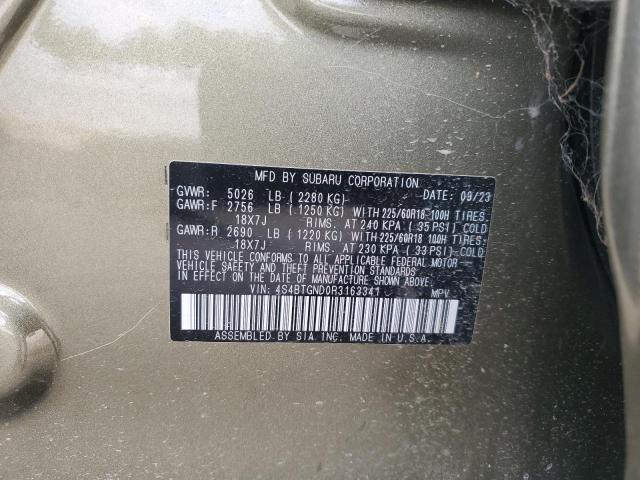 MFD BY SUBARU CORPORATION
GVWR: 5026 LB ( 2280 KG) DATE: 09/23
GAWR:F 2756 LB ( 1250 KG) WITH 225/60R18 100H TIRES,
18X7J RIMS. AT 240 KPA ( 35 PSI) COLD
GAWR:R 2690 LB ( 1220 KG) WITH 225/60R18 100H TIRES,
18X7J RIMS. AT 230 KPA ( 33 PSI) COLD
THIS VEHICLE CONFORMS TO ALL APPLICABLE FEDERAL MOTOR
VEHICLE SAFETY AND THEFT PREVENTION STANDARDS IN
EFFECT ON THE DATE OF MANUFACTURE SHOWN ABOVE.
VIN: 4S4BTGND0R3163341 MPV
ASSEMBLED BY SIA INC. MADE IN U.S.A.